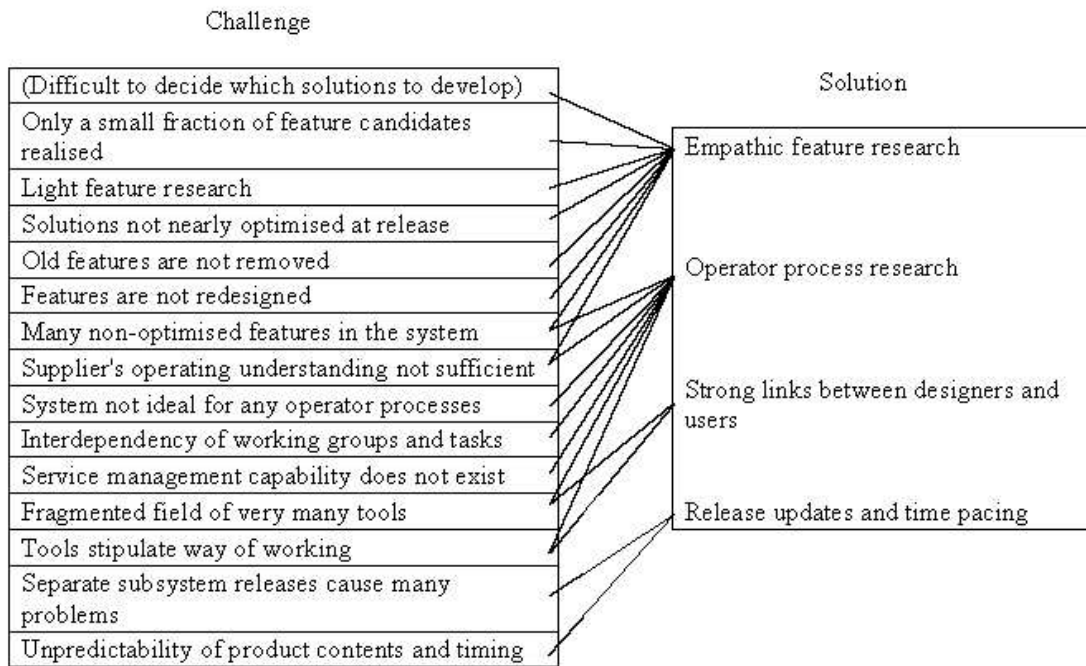 Challenge
(Difficult to decide which solutions to develop)
Only a small fraction of feature candidates
realised
Light feature research
Solutions not nearly optimised at release
Old features are not removed
Features are not redesigned
Many non-optimised features in the system
Supplier's operating understanding not sufficient
System not ideal for any operator processes
Interdependency of working groups and tasks
Service management capability does not exist
Fragmented field of very many tools
Tools stipulate way of working
Separate subsystem releases cause many
problems
Unpredictability of product contents and timing
Solution
Empathic feature research
Operator process research
Strong links between designers and
users
Release updates and time pacing